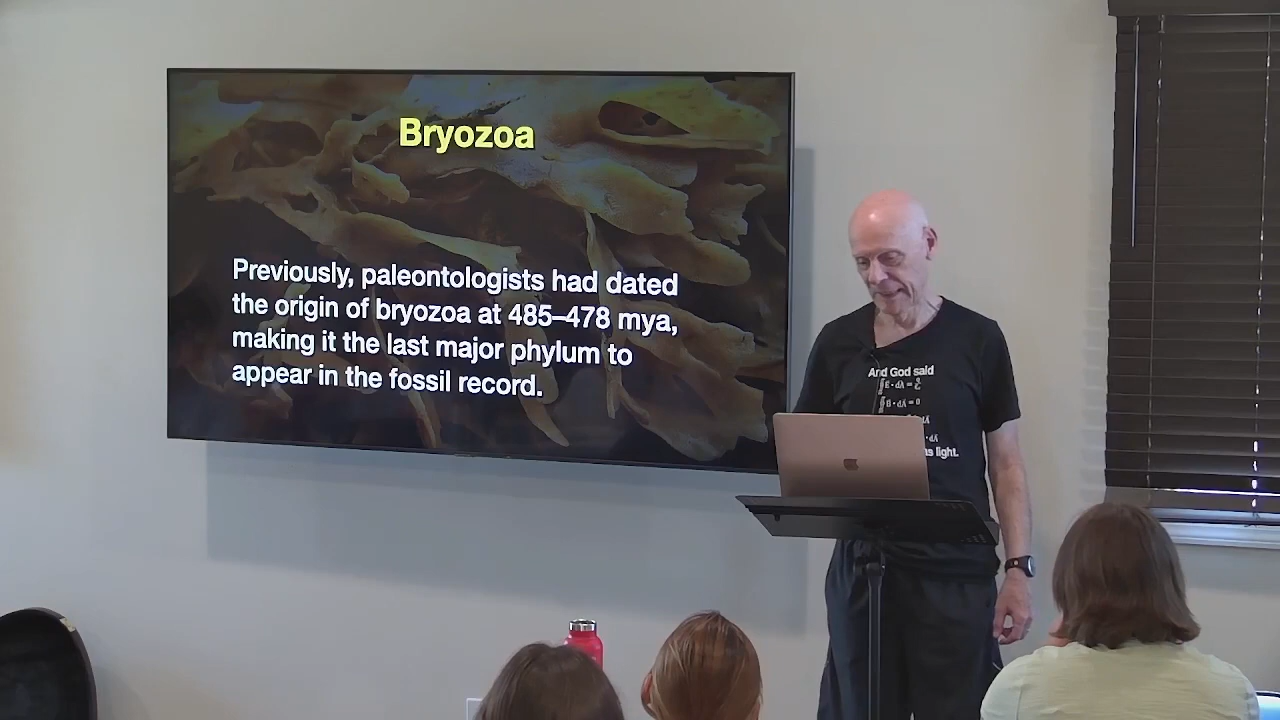 Bryozoa
Previously, paleontologists had dated
the origin of bryozoa at 485–478 mya,
making it the last major phylum to
appear in the fossil record.
And God said
light.